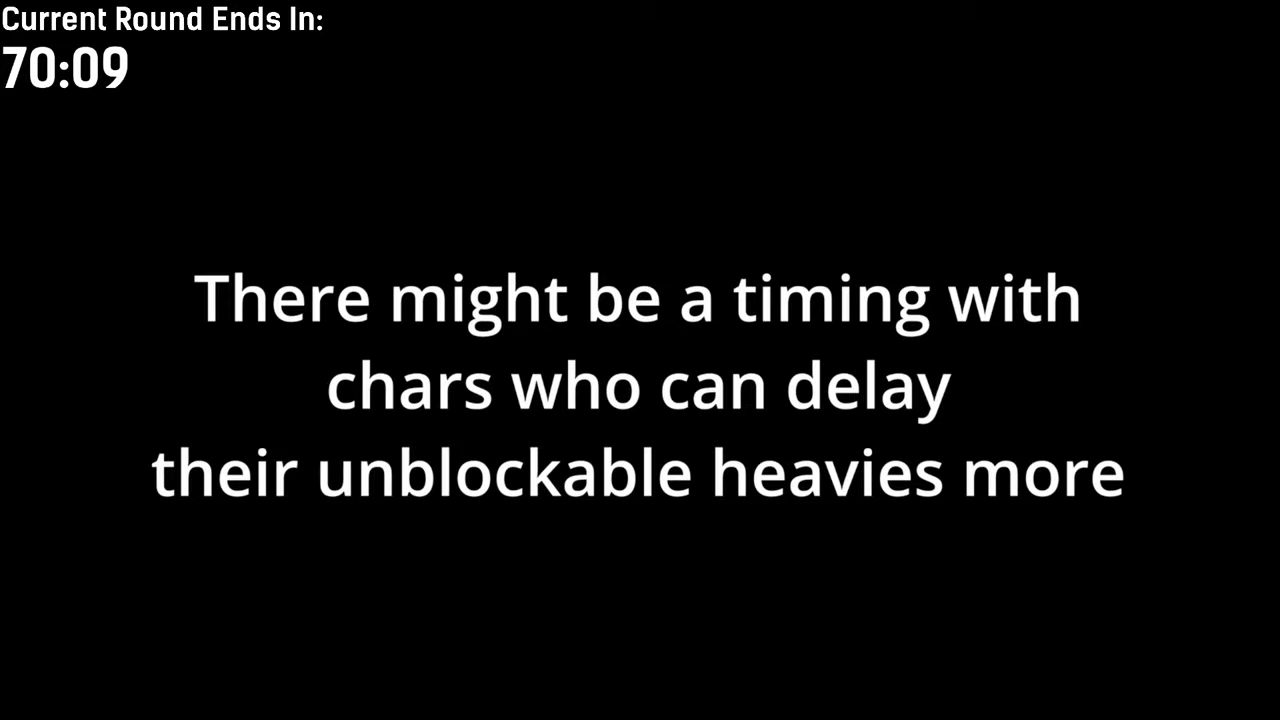 Current Round Ends In:
70:09
There might be a timing with
chars who can delay
their unblockable heavies more